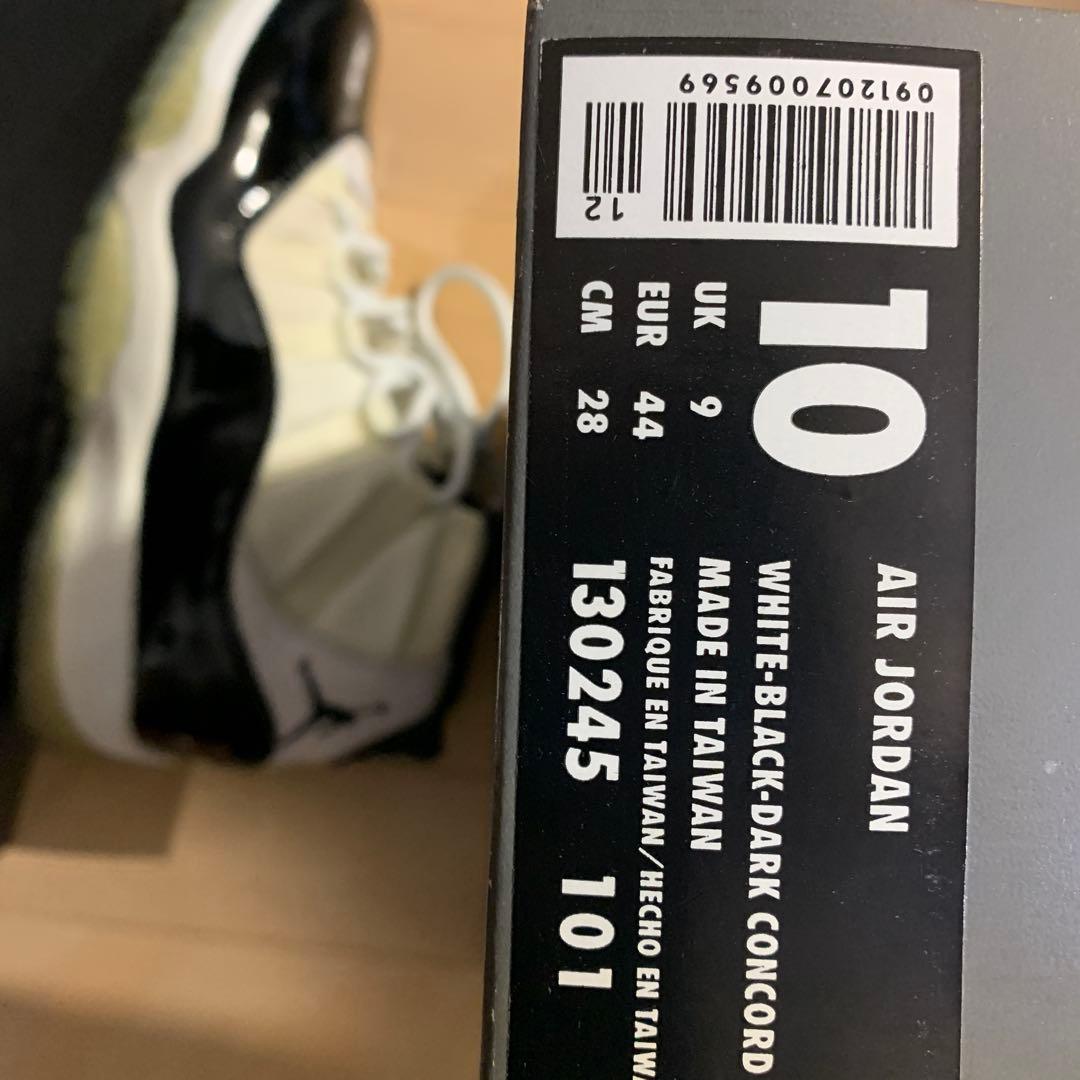 091207009569
12
10
UK 9
EUR 44
CM 28
AIR JORDAN
WHITE-BLACK-DARK CONCORD
MADE IN TAIWAN
FABRIQUE EN TAIWAN/HECHO EN TAIWA
130245 101